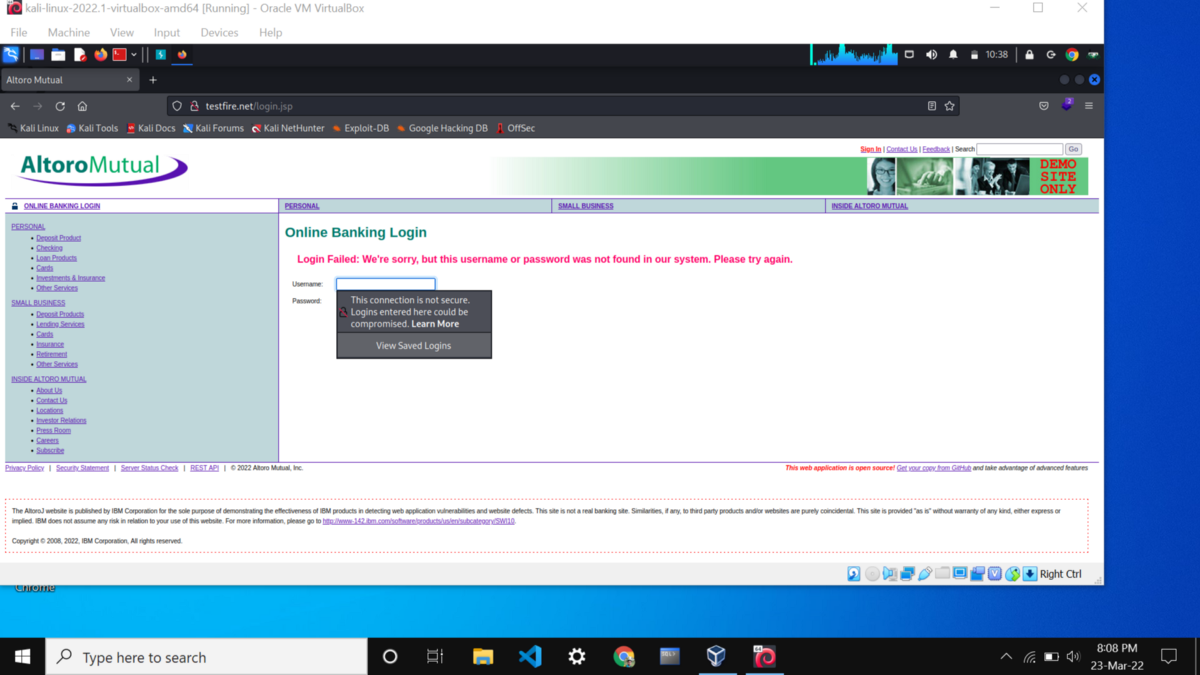 kali-linux-2022.1-virtualbox-amd64 [Running] - Oracle VM VirtualBox
File Machine View Input Devices Help
10:38
Altoro Mutual
testfire.net/login.jsp
2
Kali Linux Kali Tools Kali Docs Kali Forums Kali NetHunter Exploit-DB Google Hacking DB OffSec
Sign In | Contact Us | Feedback | Search Go
AltoroMutual
DEMO
SITE
ONLY
ONLINE BANKING LOGIN PERSONAL SMALL BUSINESS INSIDE ALTORO MUTUAL
PERSONAL
Deposit Product
Checking
Loan Products
Cards
Investments & Insurance
Other Services
SMALL BUSINESS
Deposit Products
Lending Services
Cards
Insurance
Retirement
Other Services
INSIDE ALTORO MUTUAL
About Us
Contact Us
Locations
Investor Relations
Press Room
Careers
Subscribe
Online Banking Login
Login Failed: We're sorry, but this username or password was not found in our system. Please try again.
Username:
Password:
This connection is not secure.
Logins entered here could be
compromised. Learn More
View Saved Logins
Privacy Policy | Security Statement | Server Status Check | REST API | © 2022 Altoro Mutual, Inc.
This web application is open source! Get your copy from GitHub and take advantage of advanced features
The AltoroJ website is published by IBM Corporation for the sole purpose of demonstrating the effectiveness of IBM products in detecting web application vulnerabilities and website defects. This site is not a real banking site. Similarities, if any, to third party products and/or websites are purely coincidental. This site is provided "as is" without warranty of any kind, either express or
implied. IBM does not assume any risk in relation to your use of this website. For more information, please go to http://www-142.ibm.com/software/products/us/en/subcategory/SWI10.
Copyright © 2008, 2022, IBM Corporation, All rights reserved.
Right Ctrl
Chrome
Type here to search
8:08 PM
23-Mar-22